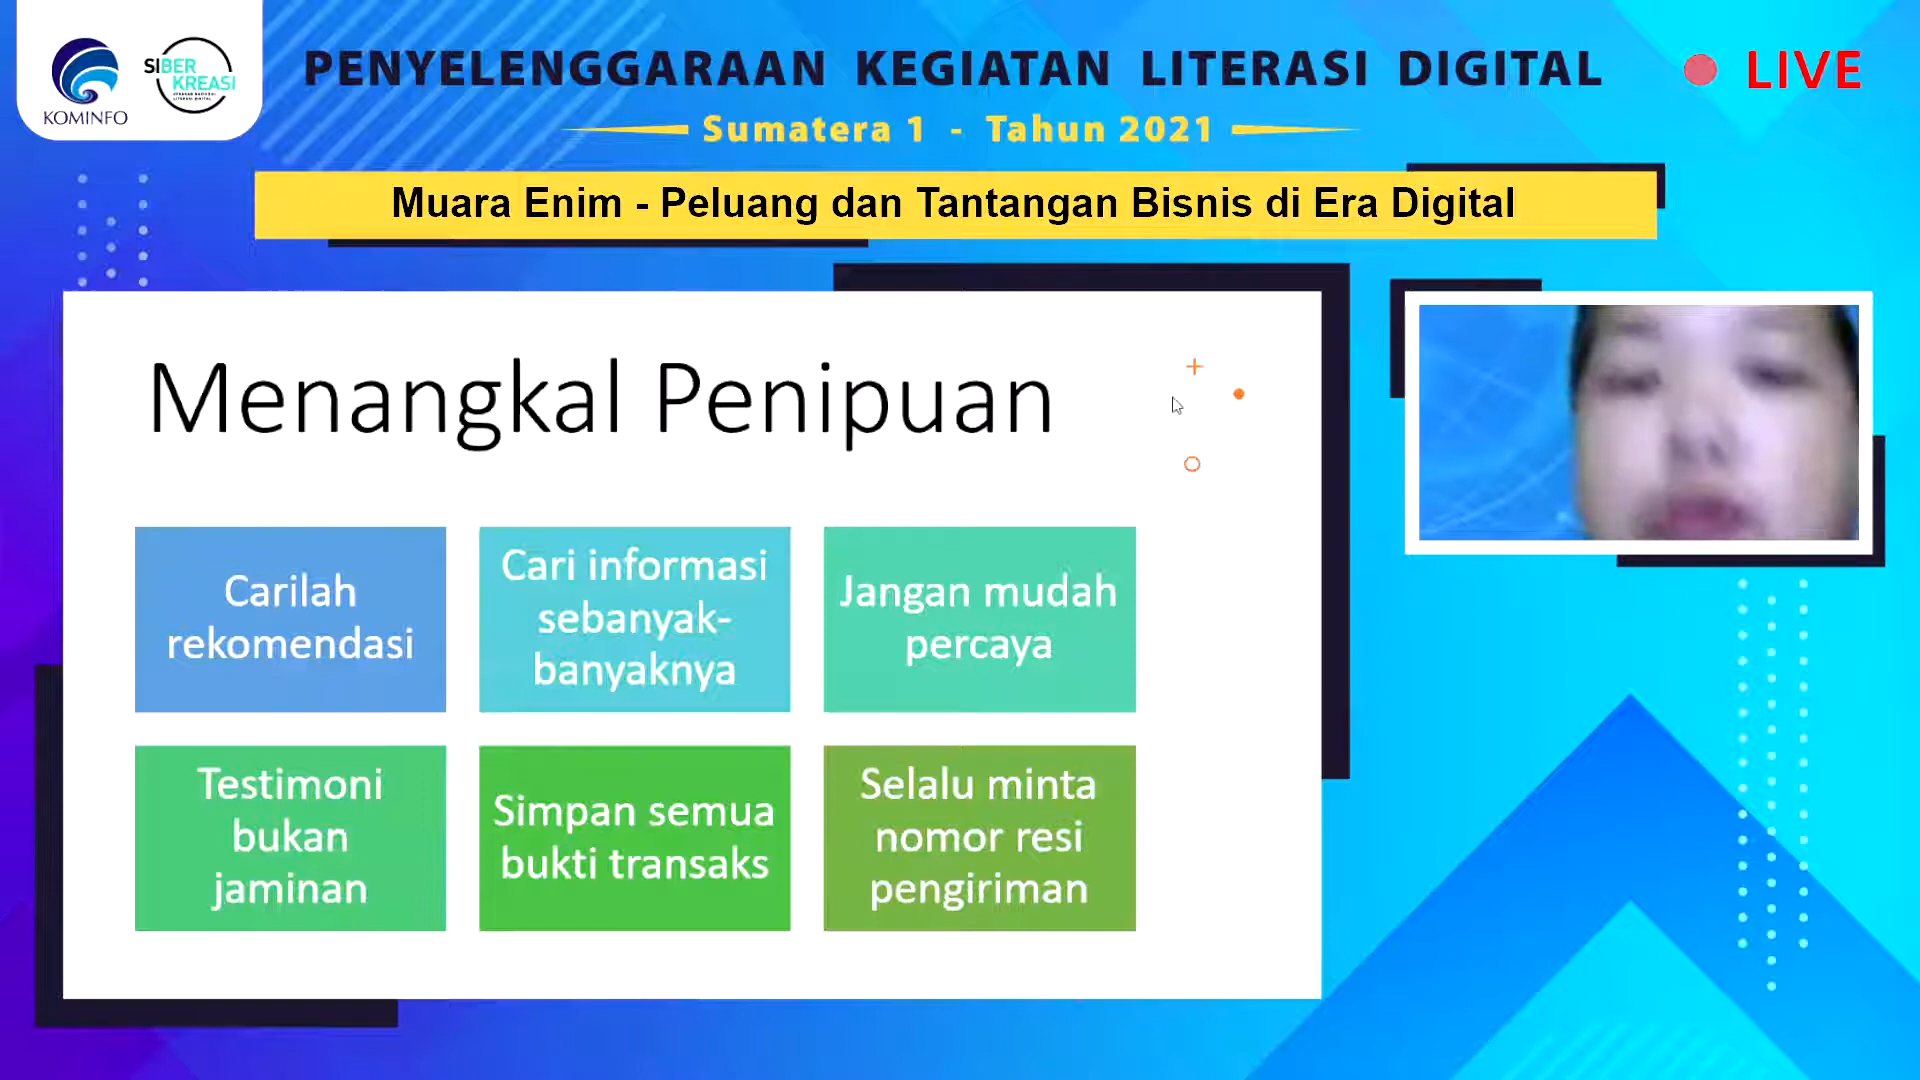 KOMINFO
SIBER
KREASI
PENYELENGGARAAN KEGIATAN LITERASI DIGITAL
LIVE
Sumatera 1 - Tahun 2021
Muara Enim - Peluang dan Tantangan Bisnis di Era Digital
Menangkal Penipuan
Carilah
rekomendasi
Cari informasi
sebanyak-
banyaknya
Jangan mudah
percaya
Testimoni
bukan
jaminan
Simpan semua
bukti transaks
Selalu minta
nomor resi
pengiriman